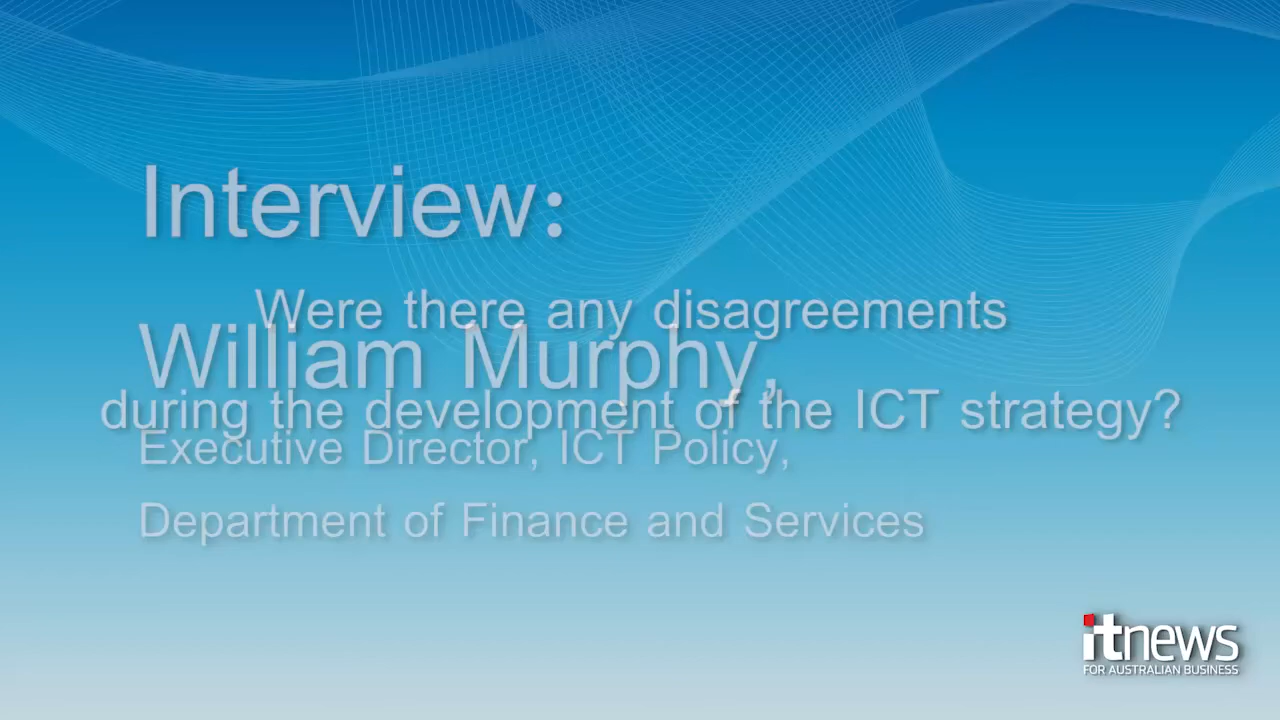 Interview:
Were there any disagreements
William Murphy,
during the development of the ICT strategy?
Executive Director, ICT Policy,
Department of Finance and Services
itnews
FOR AUSTRALIAN BUSINESS